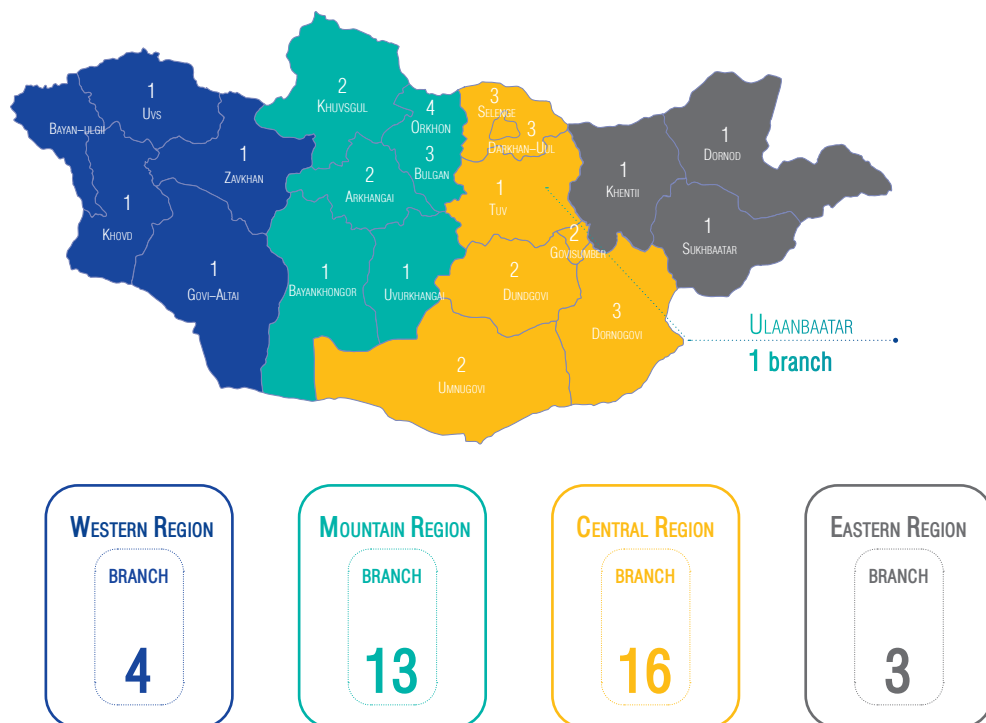 1
Uvs
Bayan-ulgii
1
Zavkhan
1
Khovd
1
Govi-Altai
2
Khuvsgul
4
Orkhon
3
Bulgan
2
Arkhangai
1
Bayankhongor
1
Uvurkhangai
3
Selenge
3
Darkhan-Uul
1
Tuv
2
Govisumber
2
Dundgovi
3
Dornogovi
2
Umnugovi
1
Khentii
1
Dornod
1
Sukhbaatar
Ulaanbaatar
1 branch
Western Region
BRANCH
4
Mountain Region
BRANCH
13
Central Region
BRANCH
16
Eastern Region
BRANCH
3